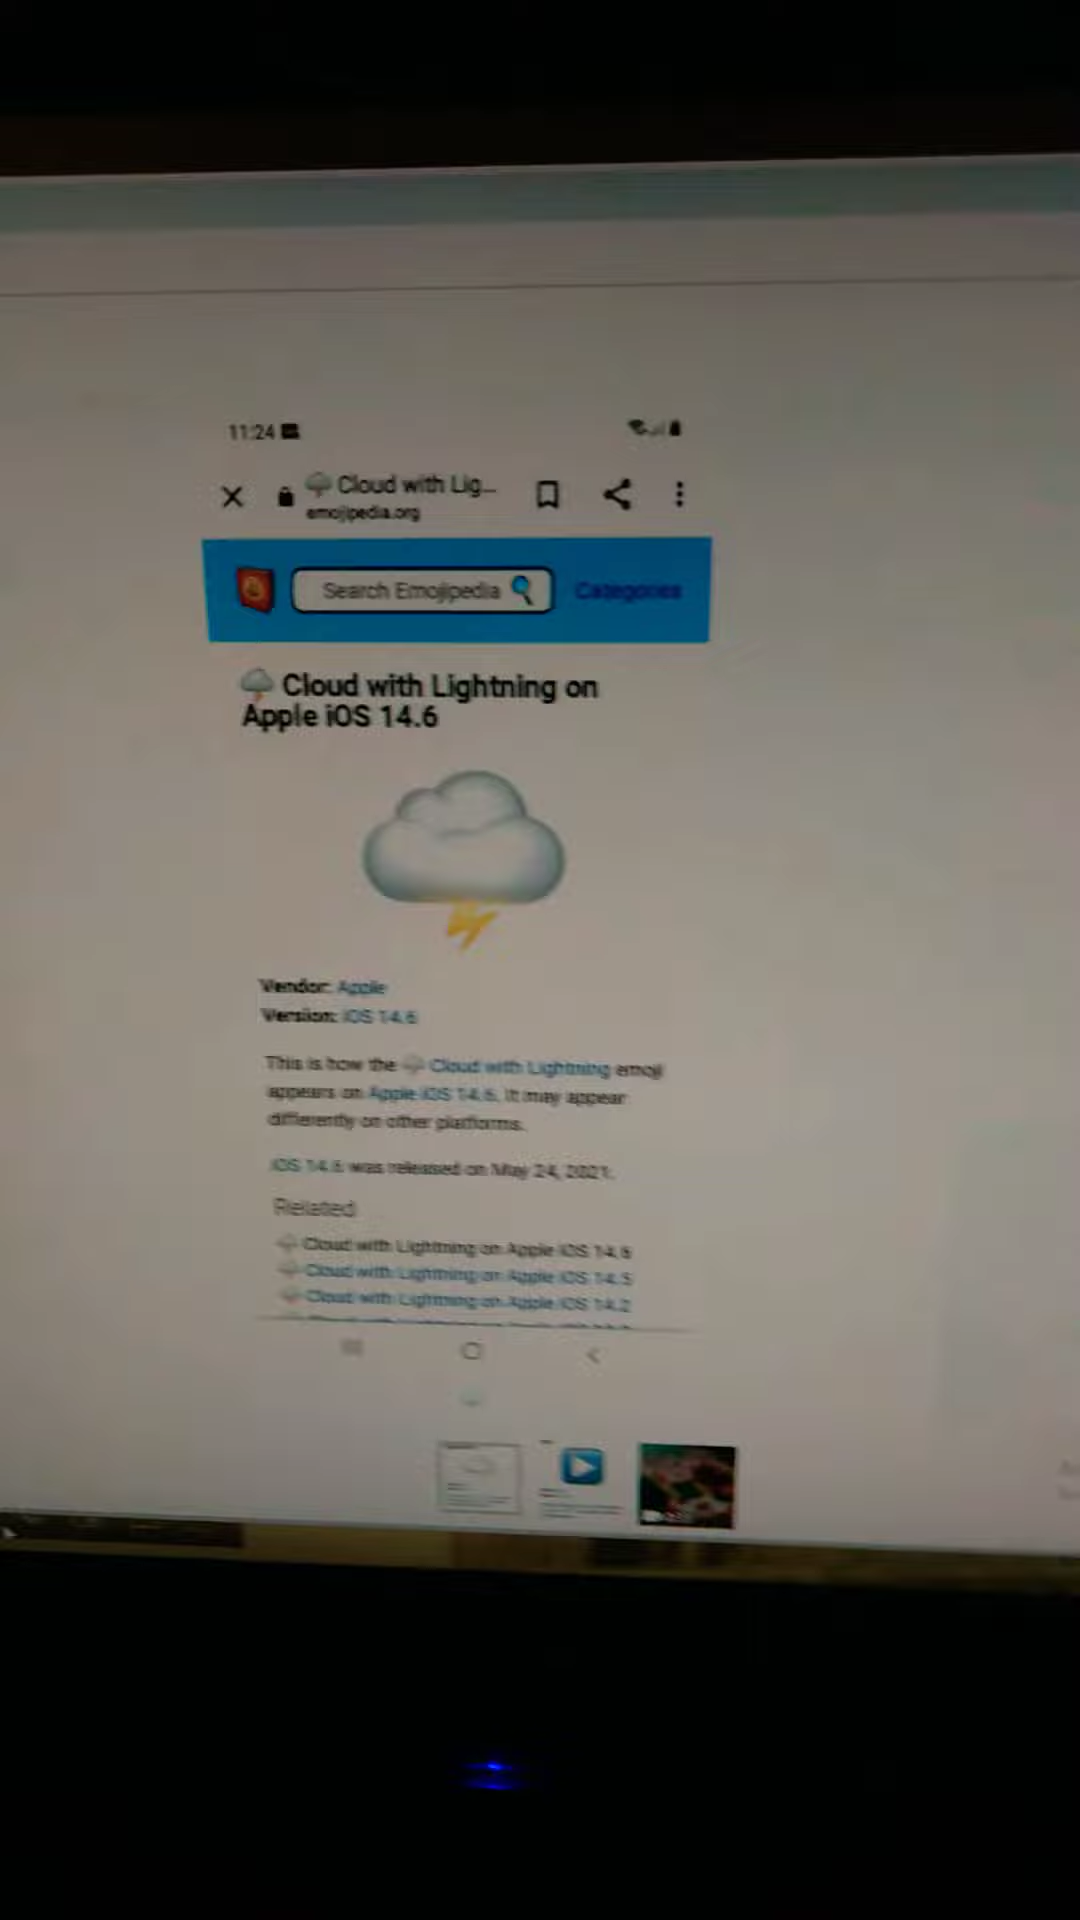 11:24
Cloud with Lig...
emojipedia.org
Search Emojipedia
Categories
Cloud with Lightning on
Apple iOS 14.6
Vendor: Apple
Version: iOS 14.6
This is how the Cloud with Lightning emoji
appears on Apple iOS 14.6. It may appear
differently on other platforms.
iOS 14.6 was released on May 24, 2021.
Related
Cloud with Lightning on Apple iOS 14.6
Cloud with Lightning on Apple iOS 14.5
Cloud with Lightning on Apple iOS 14.2